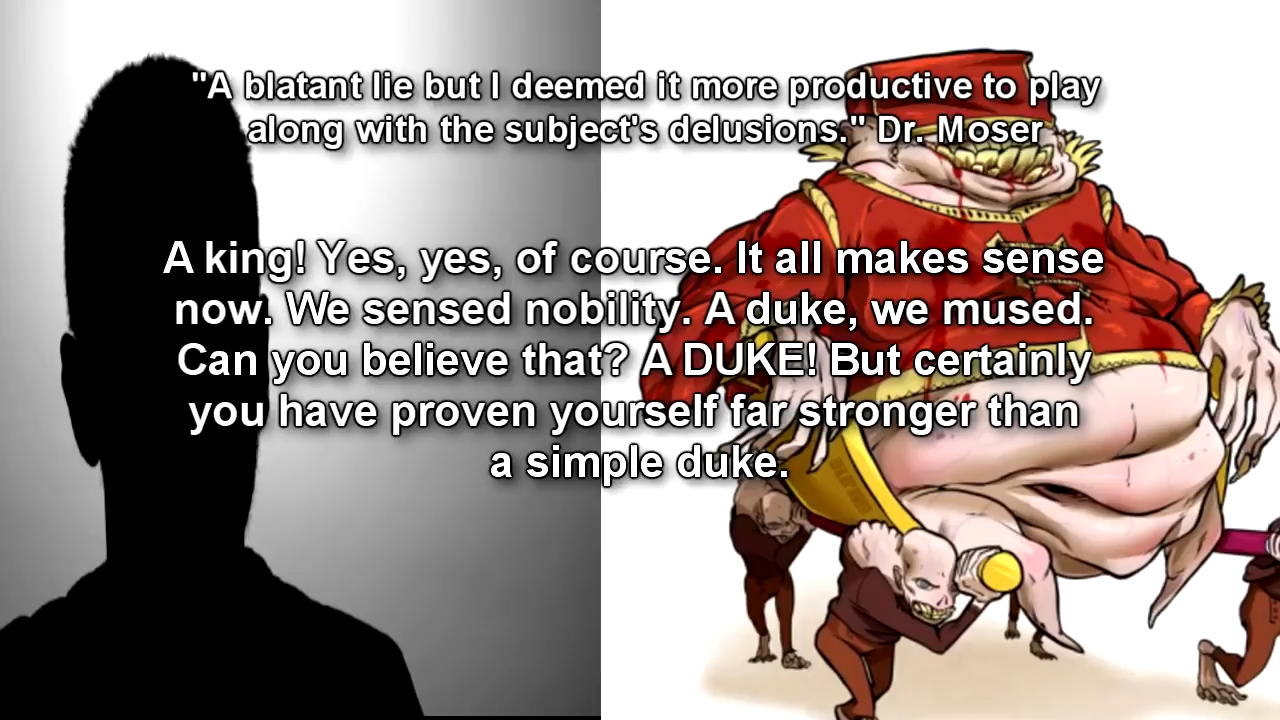 "A blatant lie but I deemed it more productive to play
along with the subject's delusions." Dr. Moser
A king! Yes, yes, of course. It all makes sense
now. We sensed nobility. A duke, we mused.
Can you believe that? A DUKE! But certainly
you have proven yourself far stronger than
a simple duke.